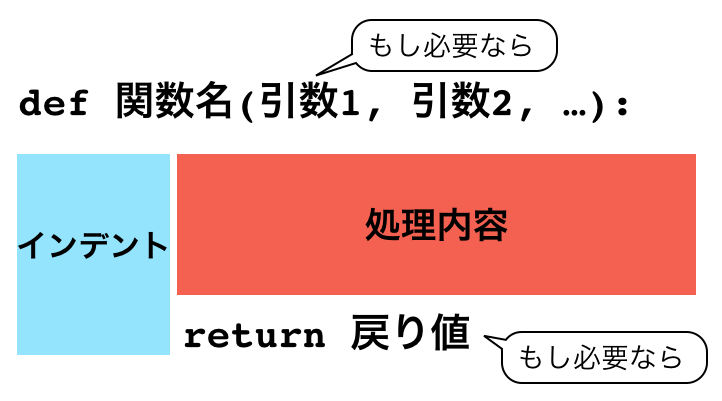 もし必要なら
def 関数名(引数1, 引数2, …):
インデント
処理内容
return 戻り値
もし必要なら